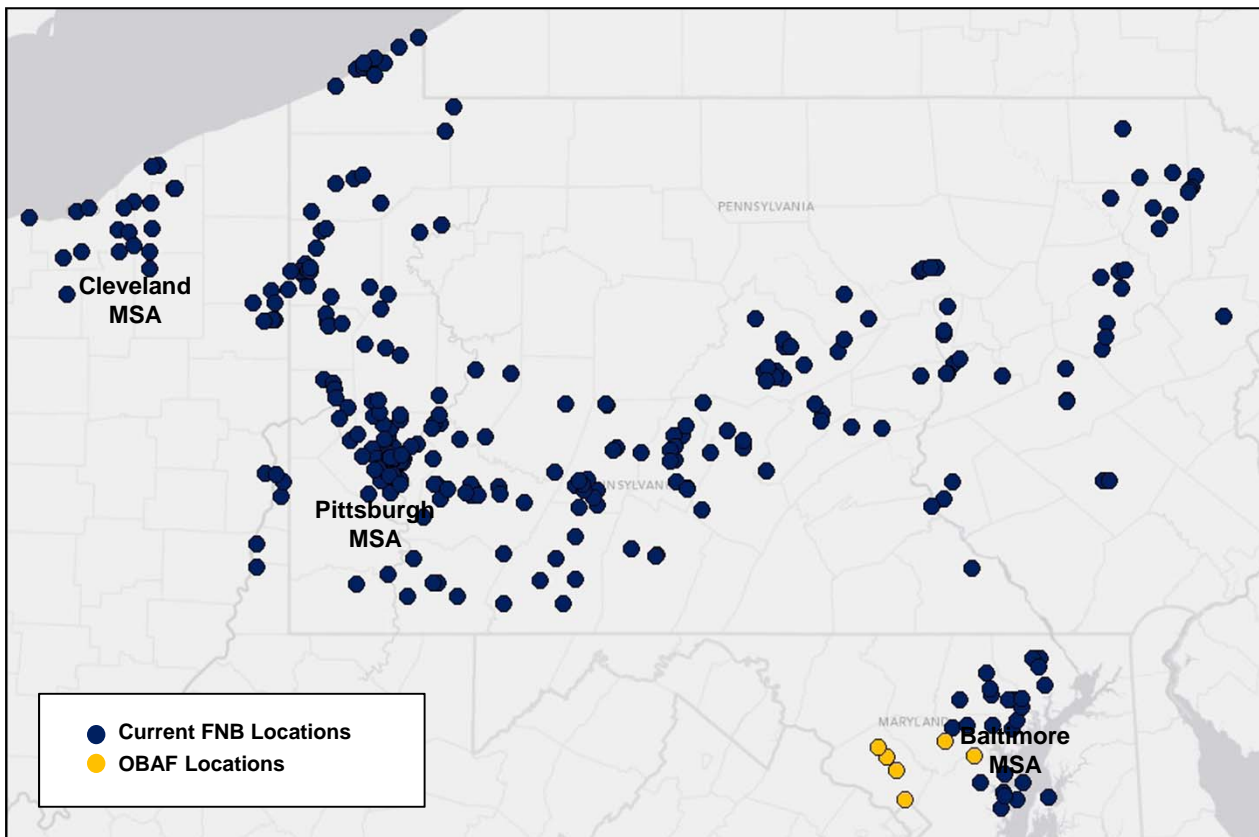 PENNSYLVANIA
Cleveland
MSA
Pittsburgh
MSA
MARYLAND
Baltimore
MSA
Current FNB Locations
OBAF Locations